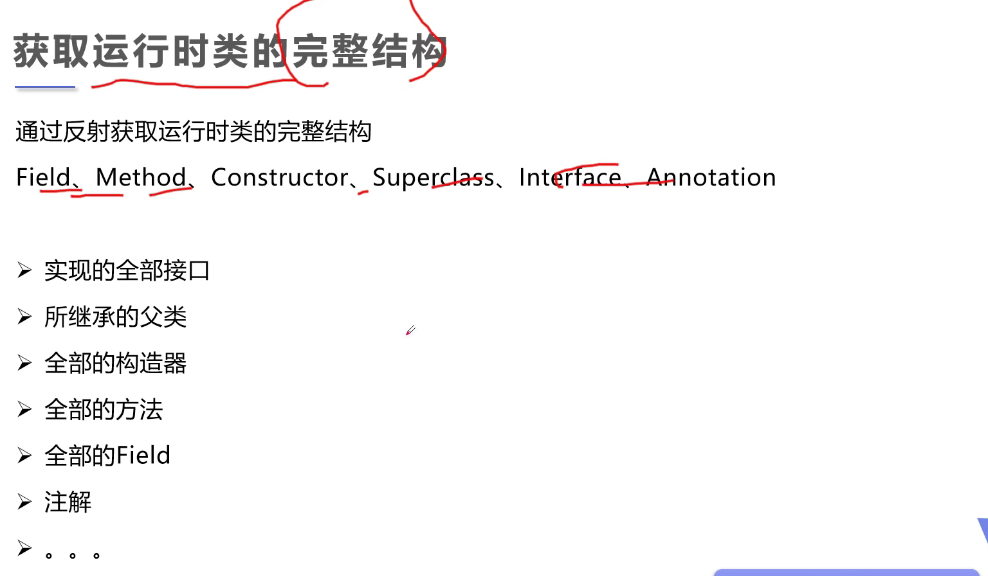 获取运行时类的完整结构
通过反射获取运行时类的完整结构
Field、Method、Constructor、Superclass、Interface、Annotation
➢ 实现的全部接口
➢ 所继承的父类
➢ 全部的构造器
➢ 全部的方法
➢ 全部的Field
➢ 注解
➢ 。。。